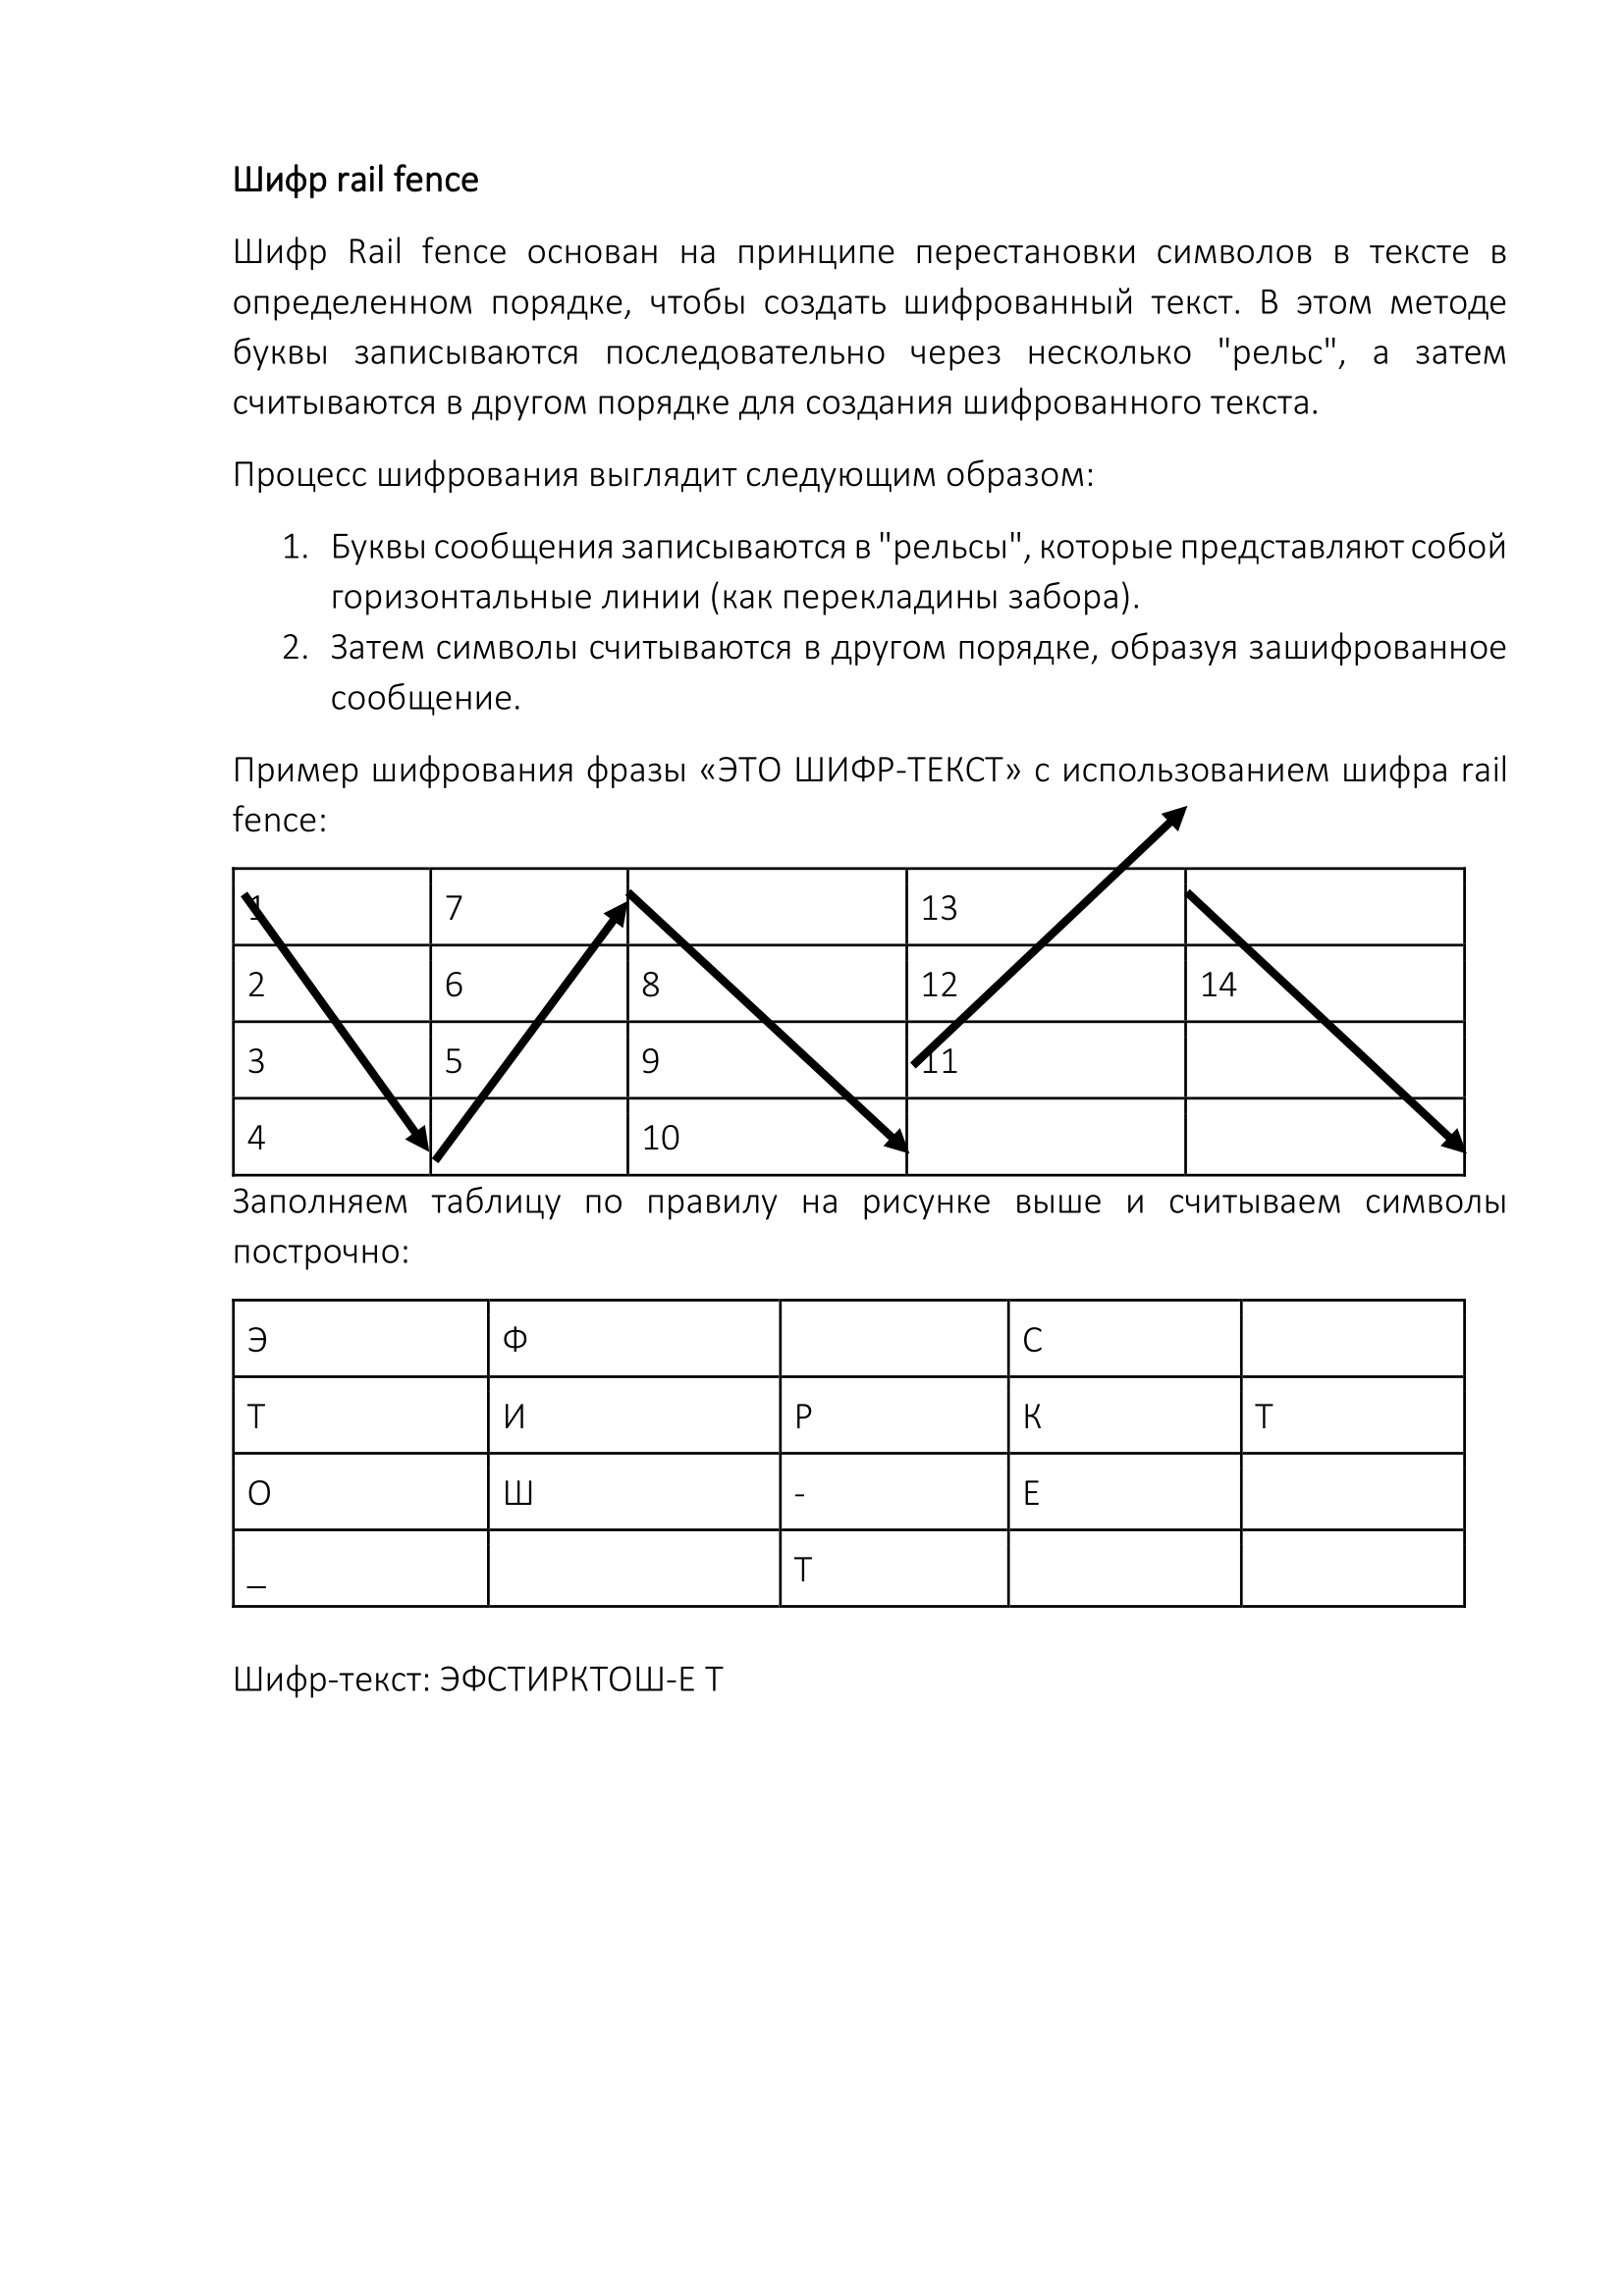 Шифр rail fence
Шифр Rail fence основан на принципе перестановки символов в тексте в
определенном порядке, чтобы создать шифрованный текст. В этом методе
буквы записываются последовательно через несколько "рельс", а затем
считываются в другом порядке для создания шифрованного текста.
Процесс шифрования выглядит следующим образом:
1. Буквы сообщения записываются в "рельсы", которые представляют собой
горизонтальные линии (как перекладины забора).
2. Затем символы считываются в другом порядке, образуя зашифрованное
сообщение.
Пример шифрования фразы «ЭТО ШИФР-ТЕКСТ» с использованием шифра rail
fence:
1 7 13
2 6 8 12 14
3 5 9 11
4 10
Заполняем таблицу по правилу на рисунке выше и считываем символы
построчно:
Э Ф С
Т И Р К Т
О Ш - Е
_ Т
Шифр-текст: ЭФСТИРКТОШ-Е Т